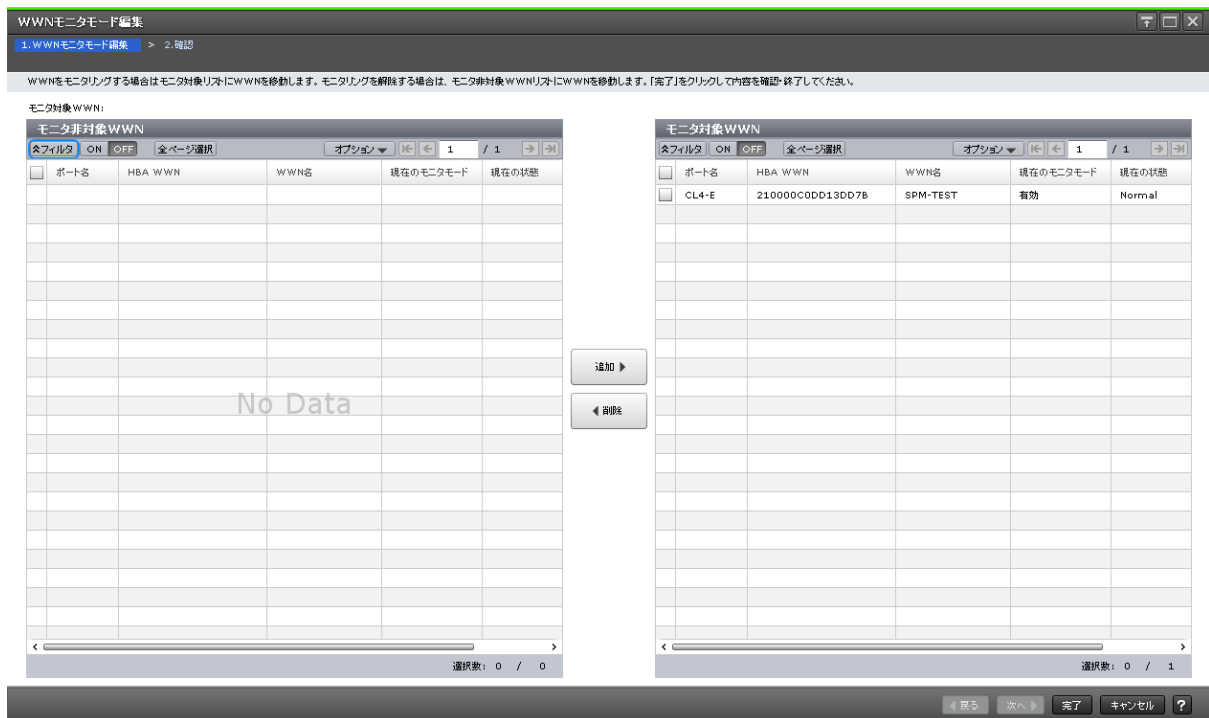 WWNモニタモード編集
1.WWNモニタモード編集 > 2.確認
WWNをモニタリングする場合はモニタ対象リストにWWNを移動します。モニタリングを解除する場合は、モニタ非対象WWNリストにWWNを移動します。「完了」をクリックして内容を確認・終了してください。
モニタ対象WWN:
モニタ非対象WWN
フィルタ ON OFF 全ページ選択 オプション 1 / 1
ポート名 HBA WWN WWN名 現在のモニタモード 現在の状態
No Data
選択数: 0 / 0
追加
削除
モニタ対象WWN
フィルタ ON OFF 全ページ選択 オプション 1 / 1
ポート名 HBA WWN WWN名 現在のモニタモード 現在の状態
CL4-E 210000C0DD13DD7B SPM-TEST 有効 Normal
選択数: 0 / 1
戻る 次へ 完了 キャンセル ?